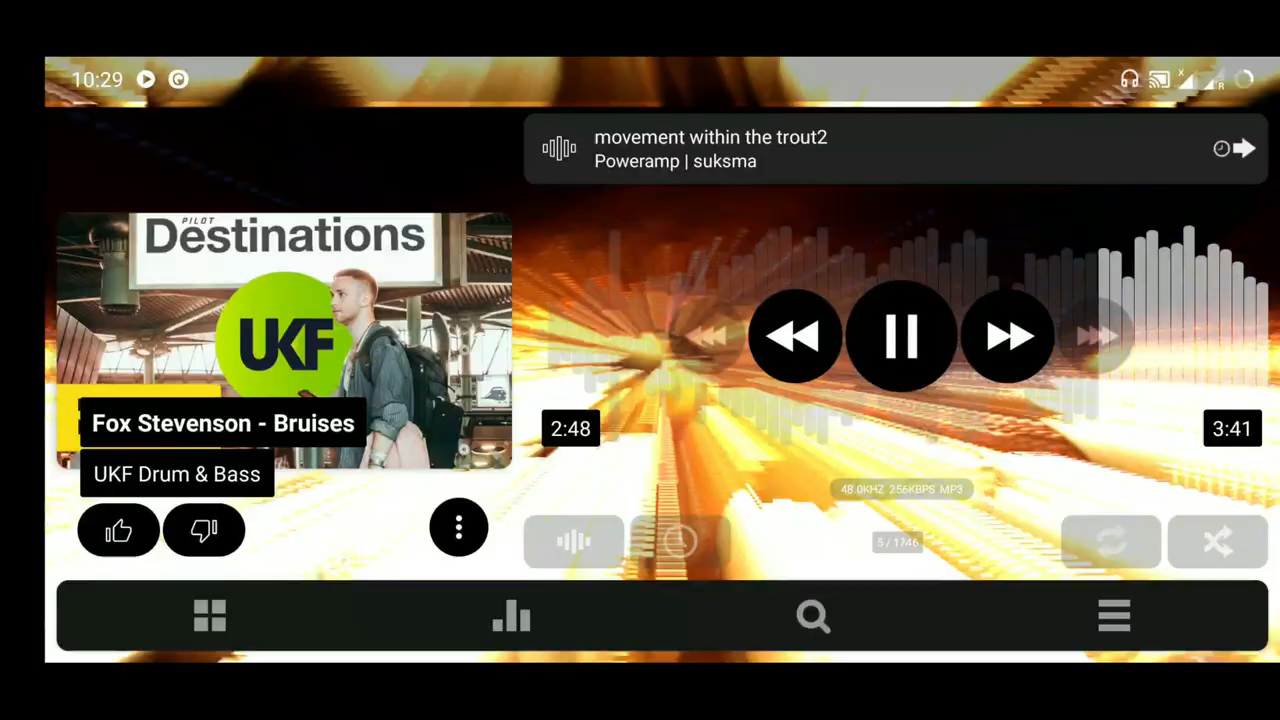 10:29
x
R
movement within the trout2
Poweramp | suksma
PILOT
Destinations
UKF
Fox Stevenson - Bruises
UKF Drum & Bass
2:48
3:41
48.0KHZ 256KBPS MP3
5 / 1746